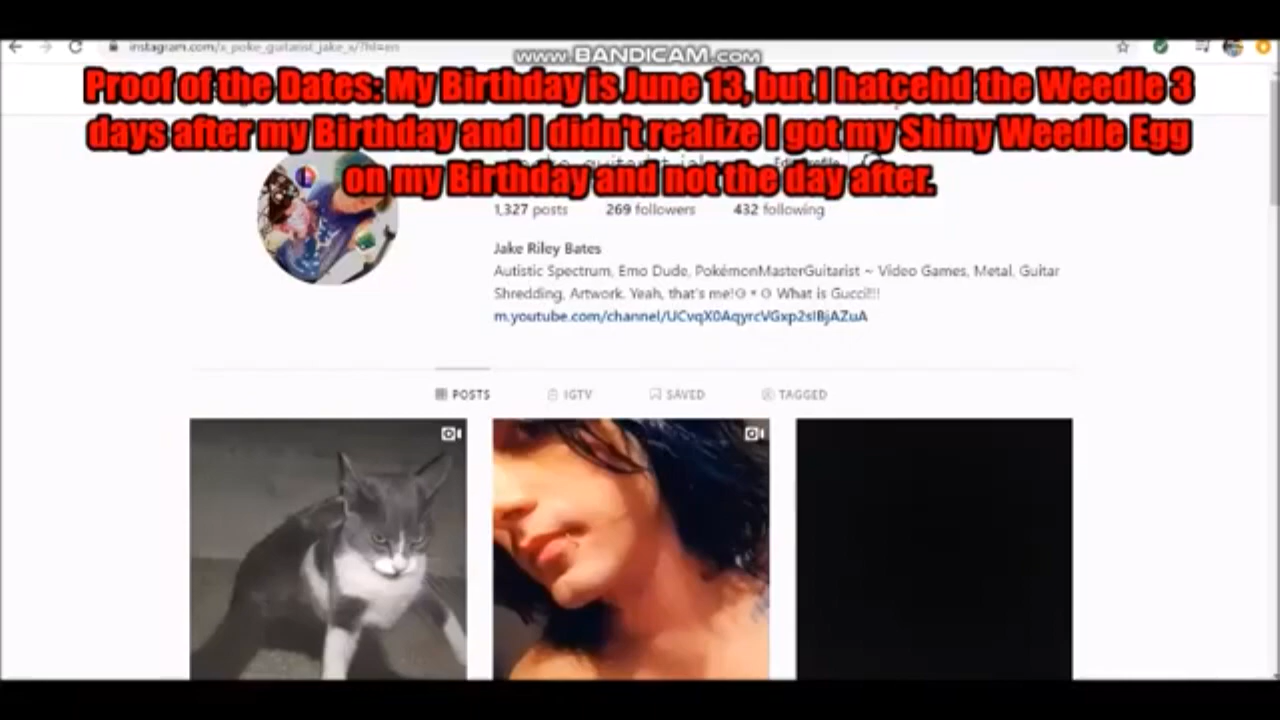 instagram.com/x_poke_guitarist_jake_x/?hl=en
www.BANDICAM.com
Proof of the Dates: My Birthday is June 13, but I hatcehd the Weedle 3
days after my Birthday and I didn't realize I got my Shiny Weedle Egg
on my Birthday and not the day after.
1,327 posts 269 followers 432 following
Jake Riley Bates
Autistic Spectrum, Emo Dude, PokémonMasterGuitarist ~ Video Games, Metal, Guitar
Shredding, Artwork. Yeah, that's me!⊙ * ⊙ What is Gucci!!!
m.youtube.com/channel/
POSTS IGTV SAVED TAGGED